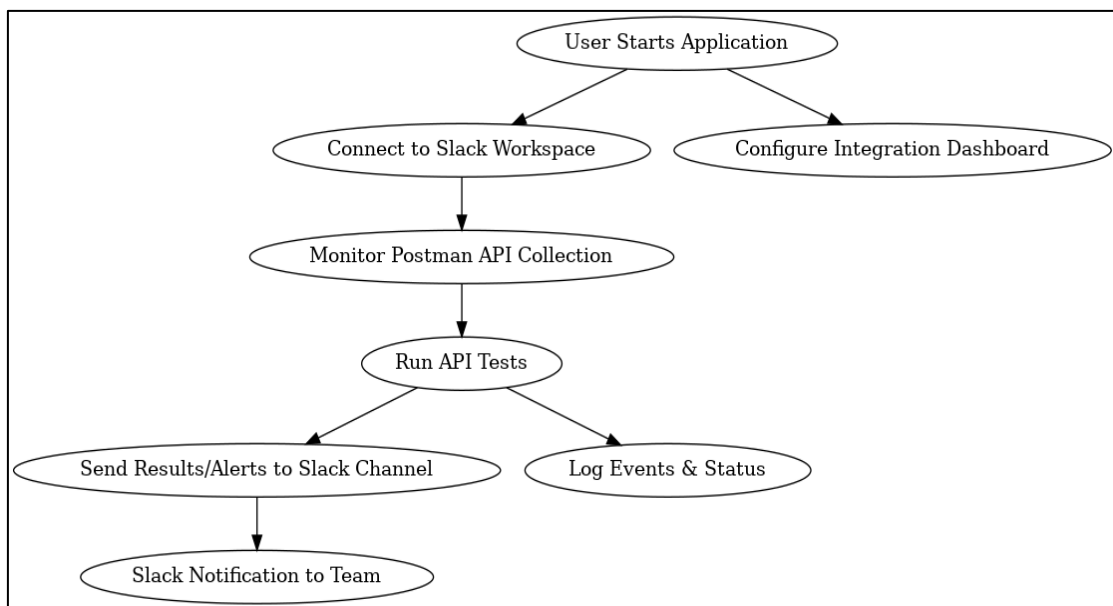 User Starts Application
Connect to Slack Workspace
Configure Integration Dashboard
Monitor Postman API Collection
Run API Tests
Send Results/Alerts to Slack Channel
Log Events & Status
Slack Notification to Team